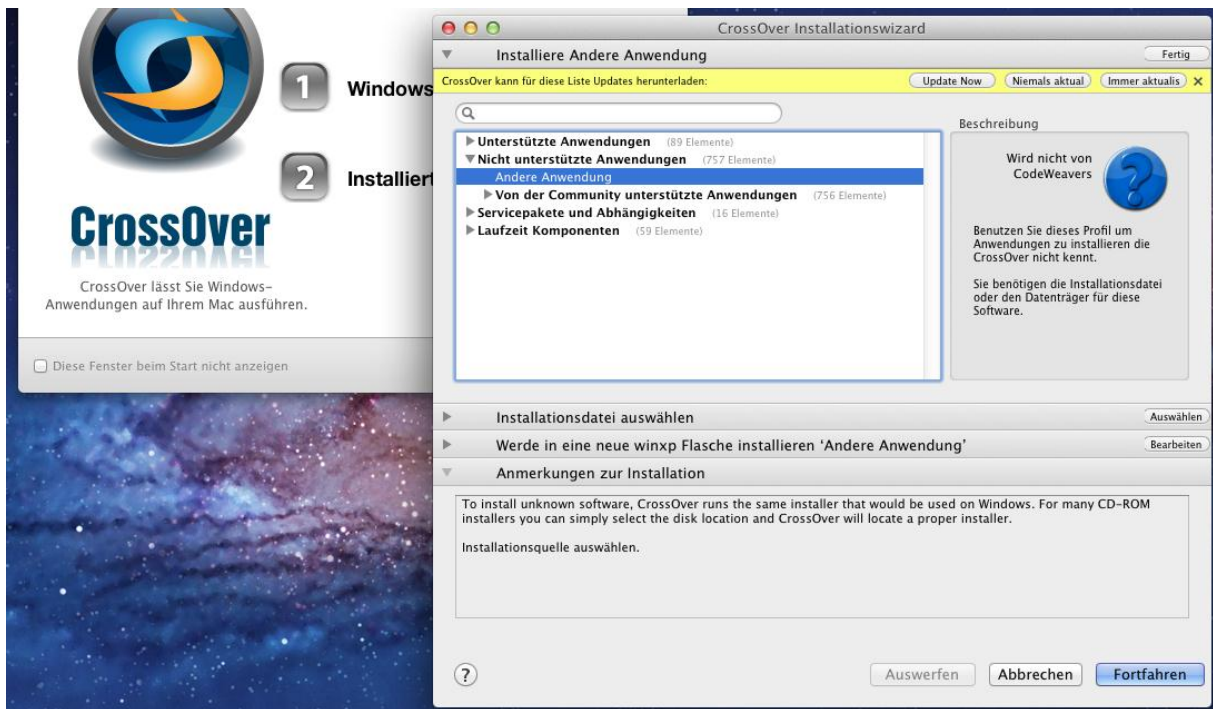 CrossOver Installationswizard
Installiere Andere Anwendung
Fertig
CrossOver kann für diese Liste Updates herunterladen:
Update Now
Niemals aktual
Immer aktualis
1
Windows
2
Installiert
CrossOver
CrossOver lässt Sie Windows-
Anwendungen auf Ihrem Mac ausführen.
Diese Fenster beim Start nicht anzeigen
Unterstützte Anwendungen (89 Elemente)
Nicht unterstützte Anwendungen (757 Elemente)
Andere Anwendung
Von der Community unterstützte Anwendungen (756 Elemente)
Servicepakete und Abhängigkeiten (16 Elemente)
Laufzeit Komponenten (59 Elemente)
Beschreibung
Wird nicht von
CodeWeavers
?
Benutzen Sie dieses Profil um
Anwendungen zu installieren die
CrossOver nicht kennt.
Sie benötigen die Installationsdatei
oder den Datenträger für diese
Software.
Installationsdatei auswählen
Auswählen
Werde in eine neue winxp Flasche installieren ‘Andere Anwendung’
Bearbeiten
Anmerkungen zur Installation
To install unknown software, CrossOver runs the same installer that would be used on Windows. For many CD-ROM
installers you can simply select the disk location and CrossOver will locate a proper installer.
Installationsquelle auswählen.
?
Auswerfen
Abbrechen
Fortfahren